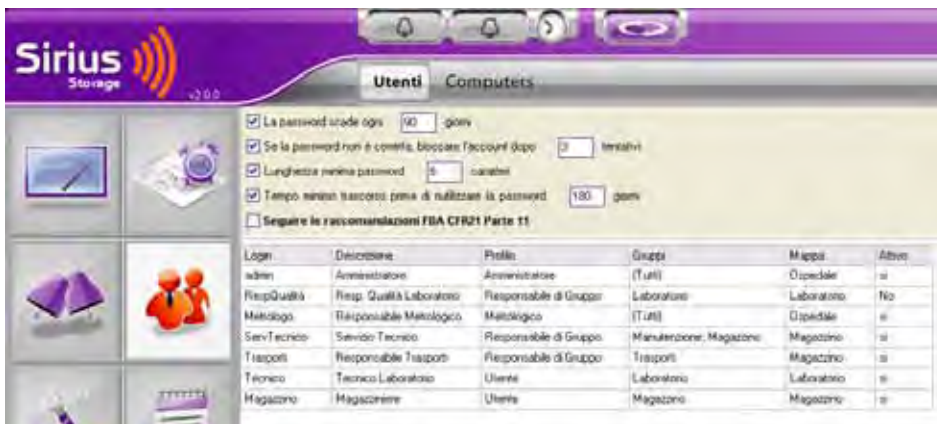 Sirius
Storage
v2.0.0
Utenti Computers
La password scade ogni 90 giorni
Se la password non è corretta, bloccare l'account dopo 3 tentativi
Lunghezza minima password 6 caratteri
Tempo minimo trascorso prima di riutilizzare la password 180 giorni
Seguire le raccomandazioni FDA CFR21 Parte 11
Login Descrizione Profilo Gruppi Mappa Attivo
admin Amministratore Amministratore (Tutti) Ospedale si
RespQualità Resp. Qualità Laboratorio Responsabile di Gruppo Laboratorio Laboratorio No
Metrologo Responsabile Metrologico Metrologico (Tutti) Ospedale si
ServTecnico Servizio Tecnico Responsabile di Gruppo Manutenzione, Magazzino Magazzino si
Trasporti Responsabile Trasporti Responsabile di Gruppo Trasporti Magazzino si
Tecnico Tecnico Laboratorio Utente Laboratorio Laboratorio si
Magazzino Magazziniere Utente Magazzino Magazzino si